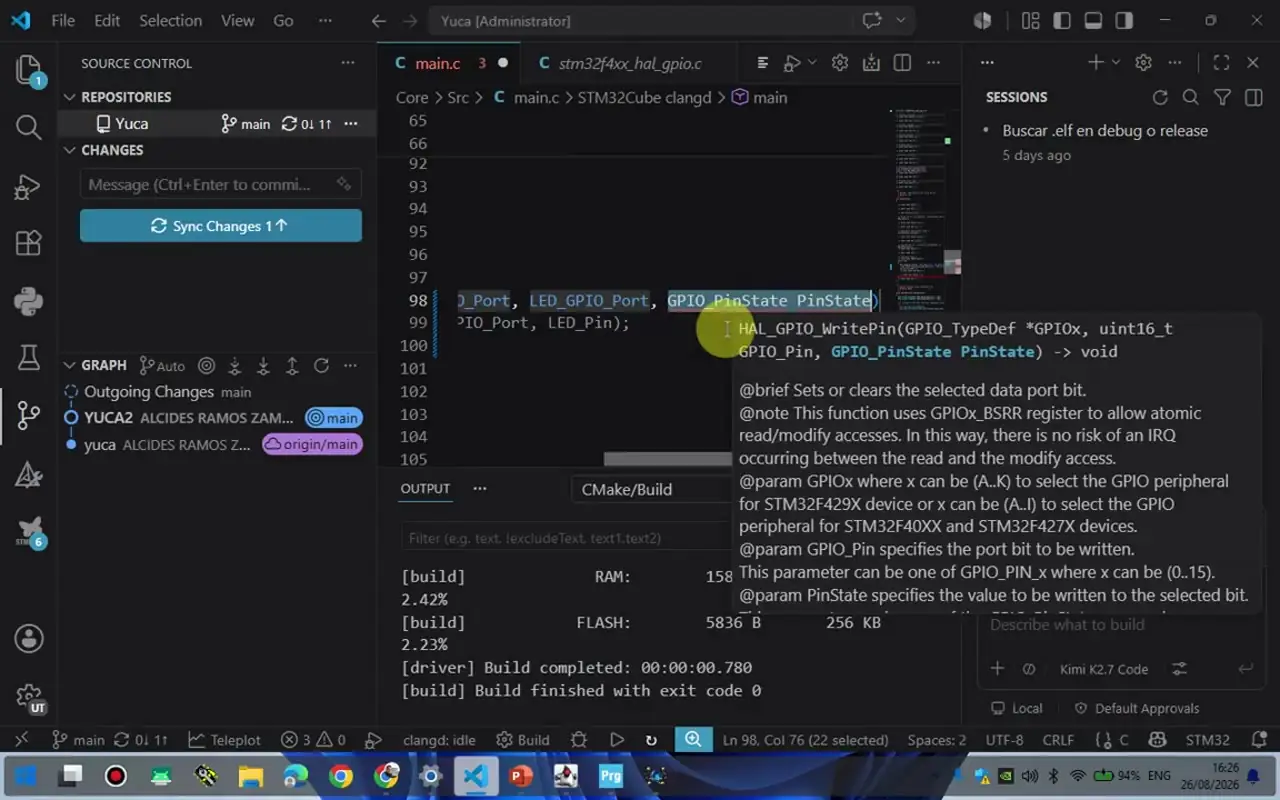 File Edit Selection View Go ···
Yuca [Administrator]
SOURCE CONTROL
REPOSITORIES
Yuca main 0↓ 1↑ ···
CHANGES
Message (Ctrl+Enter to commi...
Sync Changes 1↑
GRAPH Auto
Outgoing Changes main
YUCA2 ALCIDES RAMOS ZAM... main
yuca ALCIDES RAMOS Z... origin/main
1
6
UT
C main.c 3
C stm32f4xx_hal_gpio.c
Core > Src > C main.c > STM32Cube clangd > main
65
66
92
93
94
95
96
97
98 D_Port, LED_GPIO_Port, GPIO_PinState PinState)
99 PIO_Port, LED_Pin);
100
101
102
103
104
105
HAL_GPIO_WritePin(GPIO_TypeDef *GPIOx, uint16_t
GPIO_Pin, GPIO_PinState PinState) -> void
@brief Sets or clears the selected data port bit.
@note This function uses GPIOx_BSRR register to allow atomic
read/modify accesses. In this way, there is no risk of an IRQ
occurring between the read and the modify access.
@param GPIOx where x can be (A..K) to select the GPIO peripheral
for STM32F429X device or x can be (A..I) to select the GPIO
peripheral for STM32F40XX and STM32F427X devices.
@param GPIO_Pin specifies the port bit to be written.
This parameter can be one of GPIO_PIN_x where x can be (0..15).
@param PinState specifies the value to be written to the selected bit.
OUTPUT ··· CMake/Build
Filter (e.g. text, !excludeText, text1,text2)
[build] RAM: 158
2.42%
[build] FLASH: 5836 B 256 KB
2.23%
[driver] Build completed: 00:00:00.780
[build] Build finished with exit code 0
SESSIONS
Buscar .elf en debug o release
5 days ago
Describe what to build
Kimi K2.7 Code
Local Default Approvals
main 0↓ 1↑ Teleplot 3 0 clangd: idle Build Ln 98, Col 76 (22 selected) Spaces: 2 UTF-8 CRLF {} C STM32
Prg
94% ENG
16:26
26/08/2026